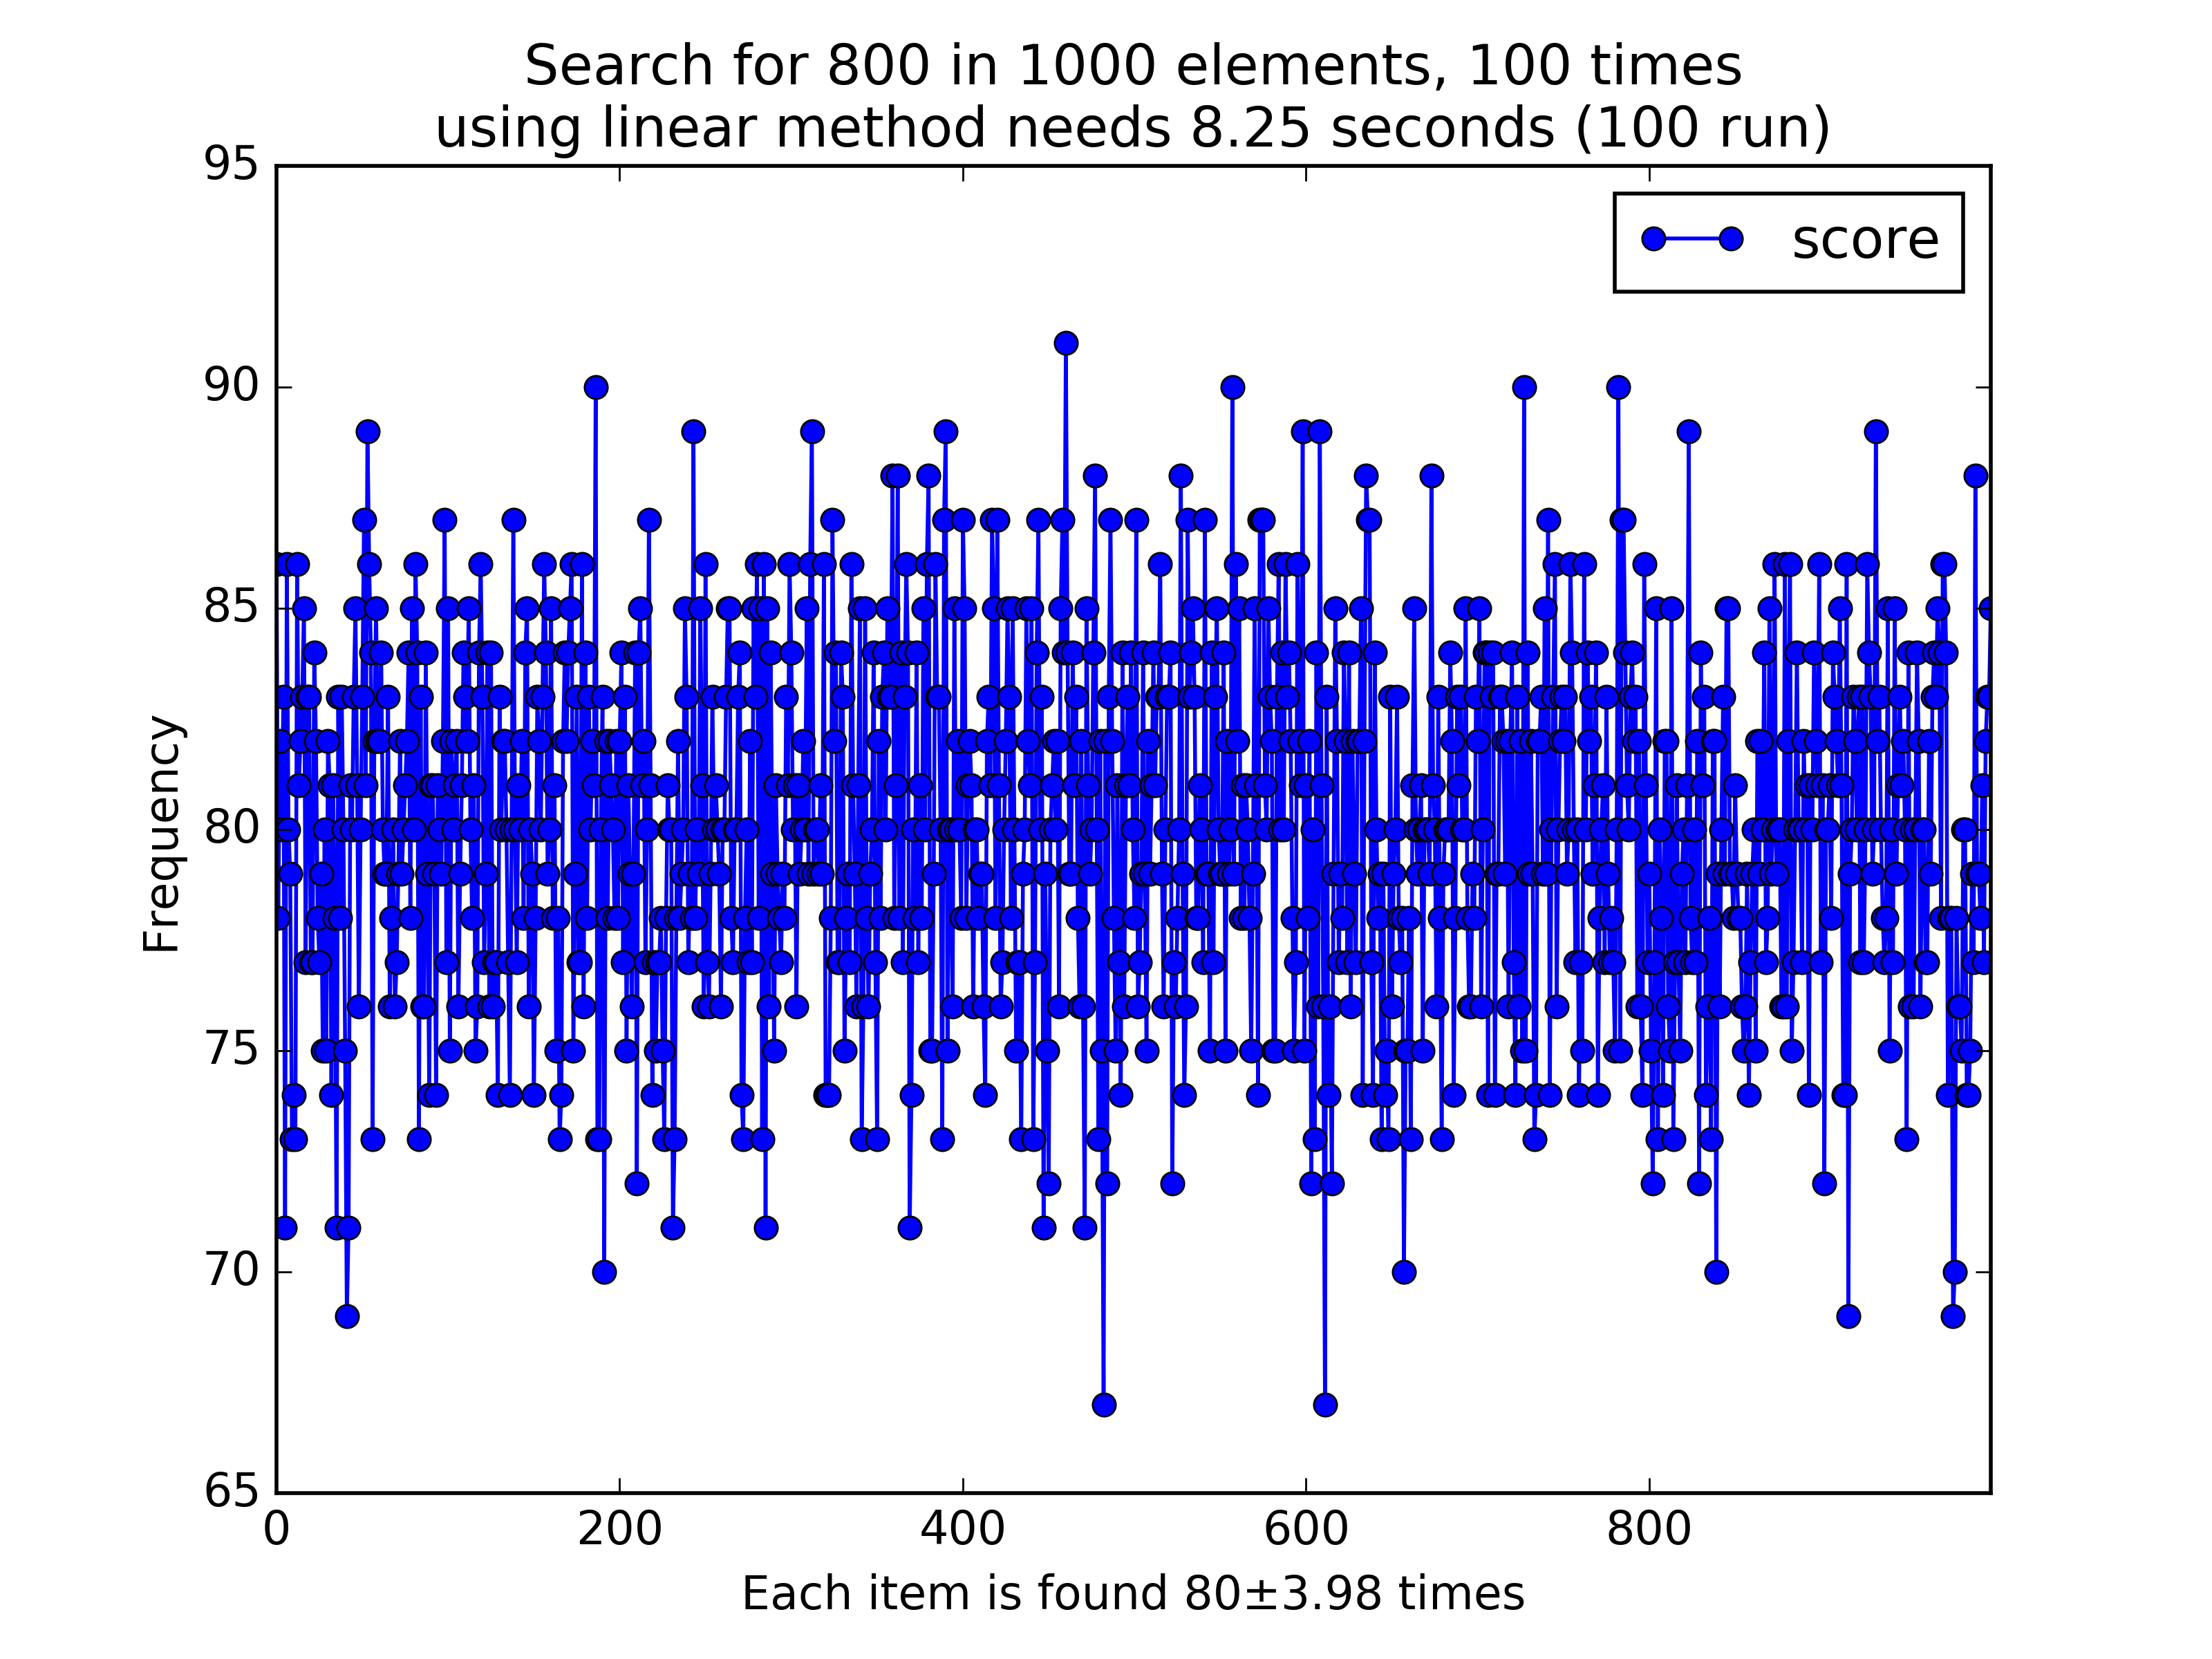 Search for 800 in 1000 elements, 100 times
using linear method needs 8.25 seconds (100 run)
score
95
90
85
80
75
70
65
Frequency
0 200 400 600 800
Each item is found 80±3.98 times